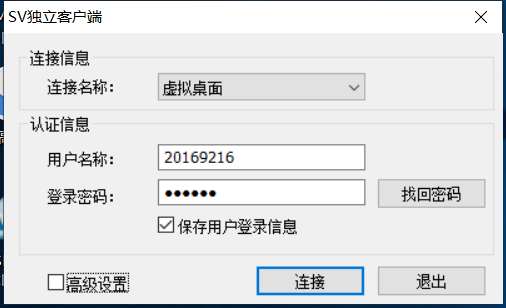 SV独立客户端
连接信息
连接名称：
虚拟桌面
认证信息
用户名称：
20169216
登录密码：
●●●●●●
找回密码
保存用户登录信息
高级设置
连接
退出